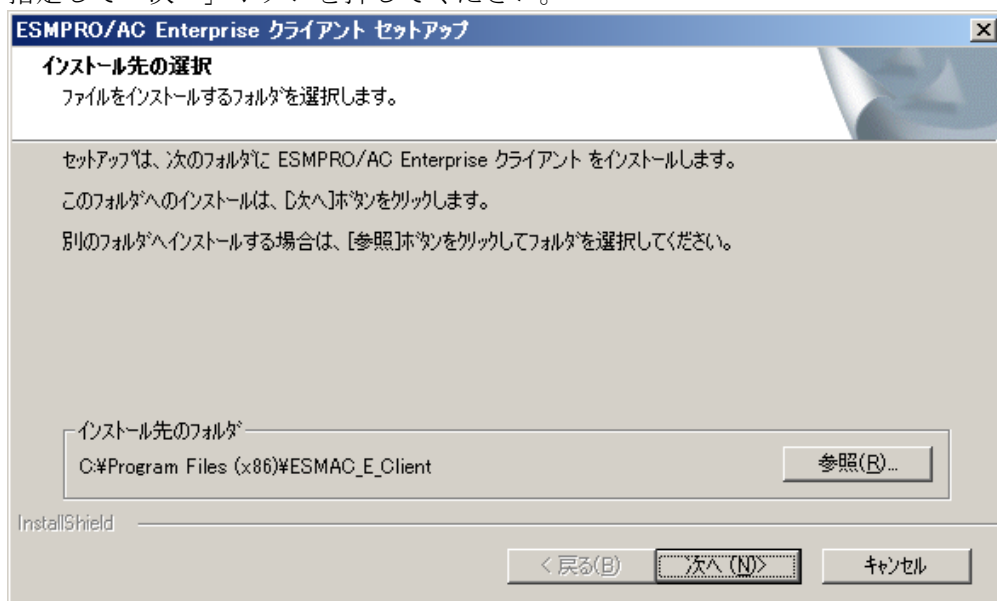 ESMPRO/AC Enterprise クライアント セットアップ
インストール先の選択
ファイルをインストールするフォルダを選択します。
セットアップは、次のフォルダに ESMPRO/AC Enterprise クライアント をインストールします。
このフォルダへのインストールは、[次へ]ボタンをクリックします。
別のフォルダへインストールする場合は、[参照]ボタンをクリックしてフォルダを選択してください。
インストール先のフォルダ
C:¥Program Files (x86)¥ESMAC_E_Client
参照(R)...
InstallShield
< 戻る(B)
次へ (N)>
キャンセル